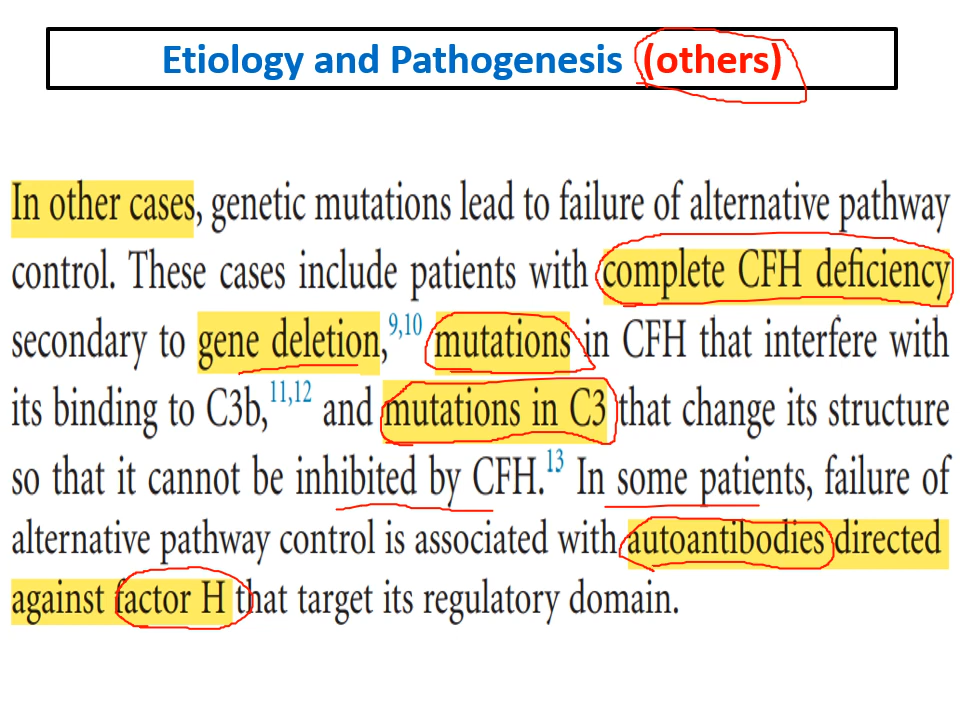 Etiology and Pathogenesis (others)
In other cases, genetic mutations lead to failure of alternative pathway
control. These cases include patients with complete CFH deficiency
secondary to gene deletion,9,10 mutations in CFH that interfere with
its binding to C3b,11,12 and mutations in C3 that change its structure
so that it cannot be inhibited by CFH.13 In some patients, failure of
alternative pathway control is associated with autoantibodies directed
against factor H that target its regulatory domain.